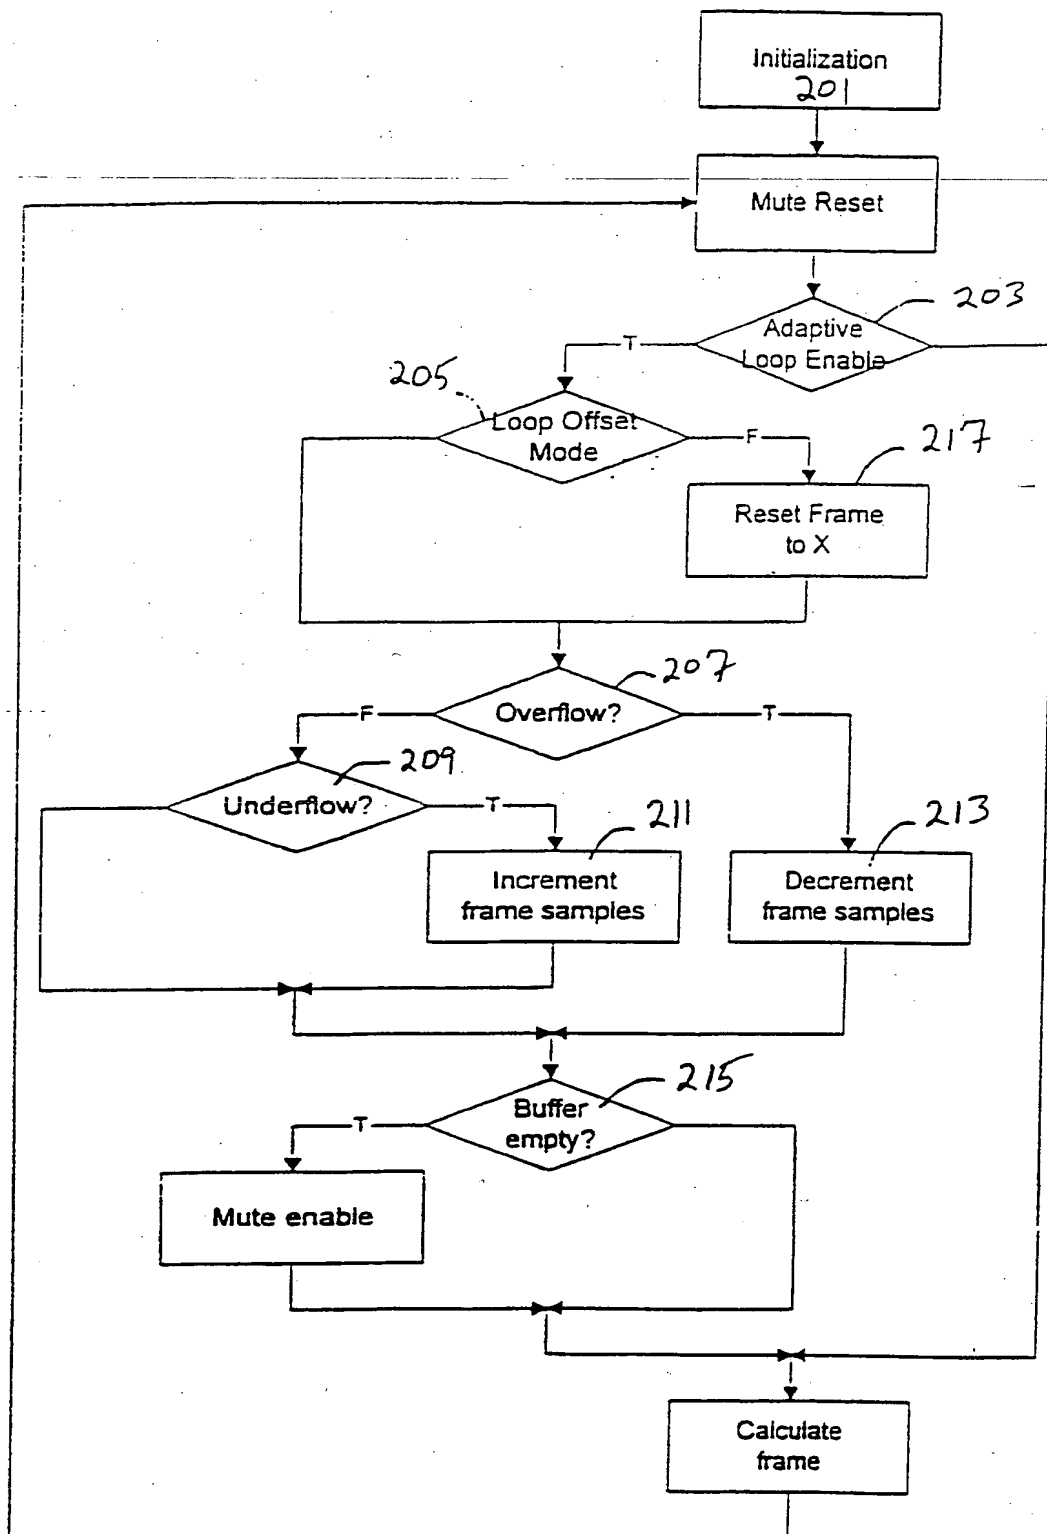 Initialization
201
Mute Reset
203
Adaptive
Loop Enable
T
205
Loop Offset
Mode
F
217
Reset Frame
to X
207
Overflow?
F
T
209
Underflow?
T
211
213
Increment
frame samples
Decrement
frame samples
215
Buffer
empty?
T
Mute enable
Calculate
frame